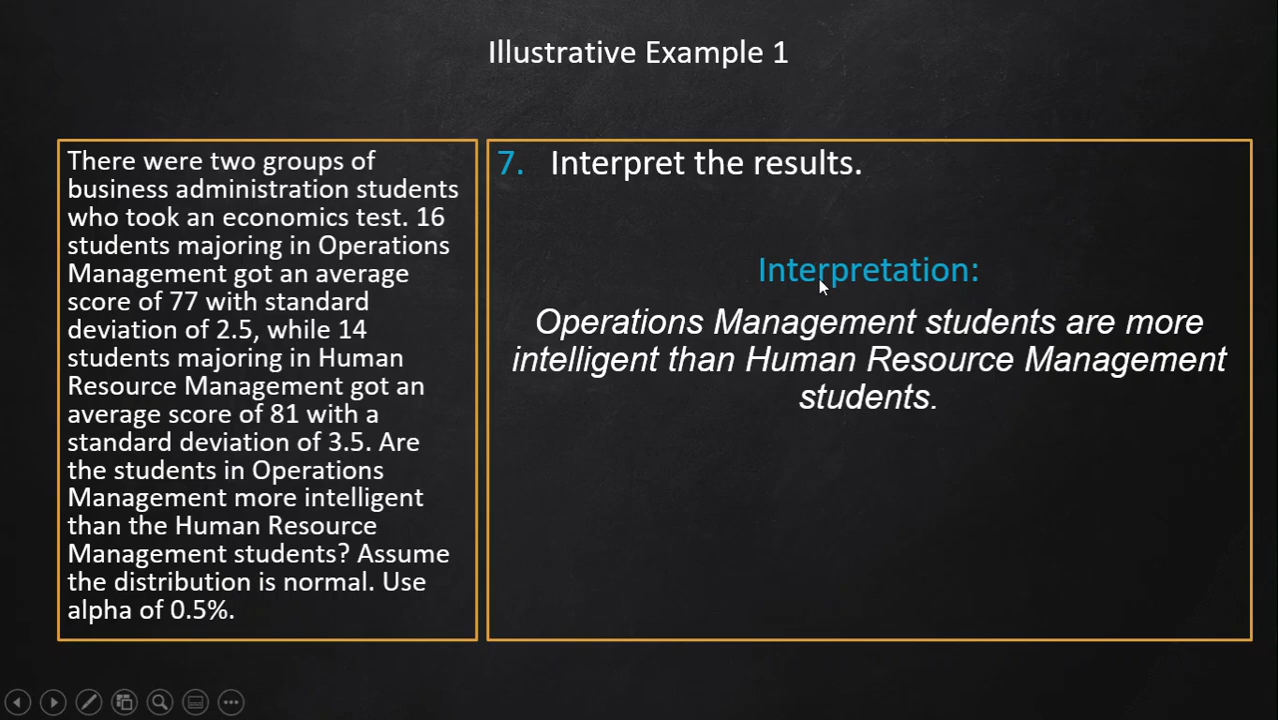 Illustrative Example 1
There were two groups of
business administration students
who took an economics test. 16
students majoring in Operations
Management got an average
score of 77 with standard
deviation of 2.5, while 14
students majoring in Human
Resource Management got an
average score of 81 with a
standard deviation of 3.5. Are
the students in Operations
Management more intelligent
than the Human Resource
Management students? Assume
the distribution is normal. Use
alpha of 0.5%.
7. Interpret the results.
Interpretation:
Operations Management students are more
intelligent than Human Resource Management
students.